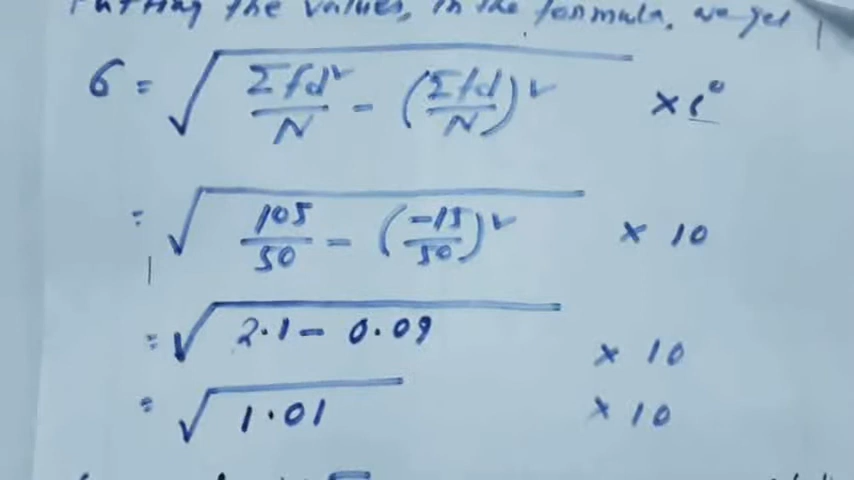 Putting the values, in the formula, we get
σ = √(Σfd²/N − (Σfd/N)²) × i
= √(105/50 − (-15/50)²) × 10
= √(2.1 − 0.09) × 10
= √(1.01) × 10